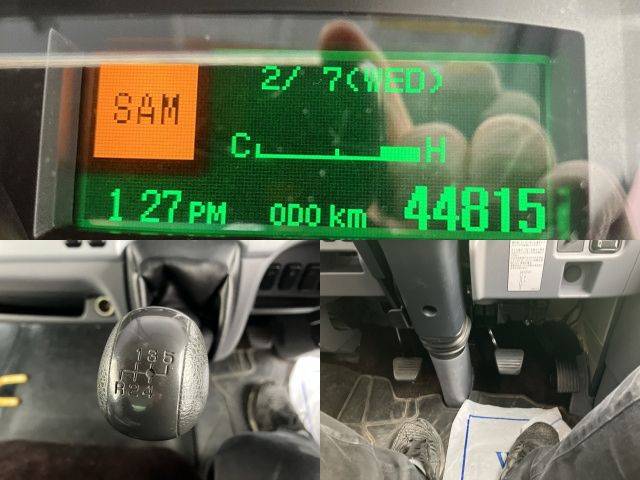 2/ 7(WED)
SAM
C H
1 27 PM ODO km 44815
1 3 5
R 2 4
W